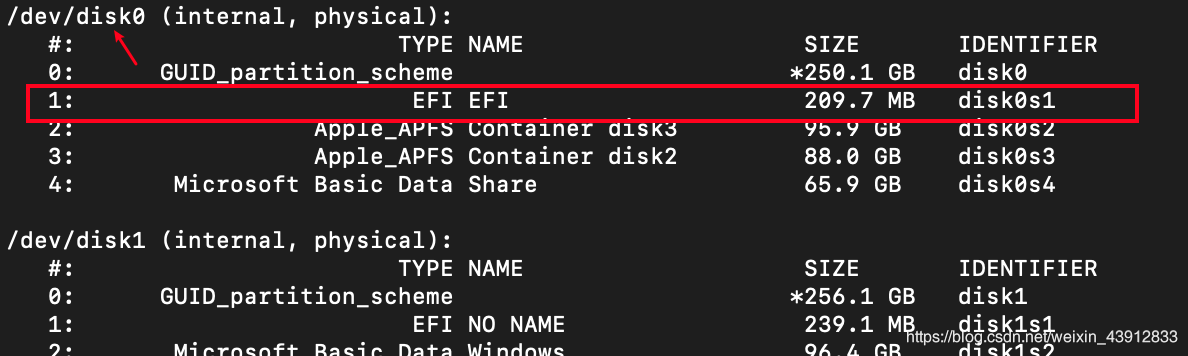 /dev/disk0 (internal, physical):
#: TYPE NAME SIZE IDENTIFIER
0: GUID_partition_scheme *250.1 GB disk0
1: EFI EFI 209.7 MB disk0s1
2: Apple_APFS Container disk3 95.9 GB disk0s2
3: Apple_APFS Container disk2 88.0 GB disk0s3
4: Microsoft Basic Data Share 65.9 GB disk0s4
/dev/disk1 (internal, physical):
#: TYPE NAME SIZE IDENTIFIER
0: GUID_partition_scheme *256.1 GB disk1
1: EFI NO NAME 239.1 MB disk1s1
https://blog.csdn.net/weixin_43912833
2: Microsoft Basic Data Windows 96.4 GB disk1s2